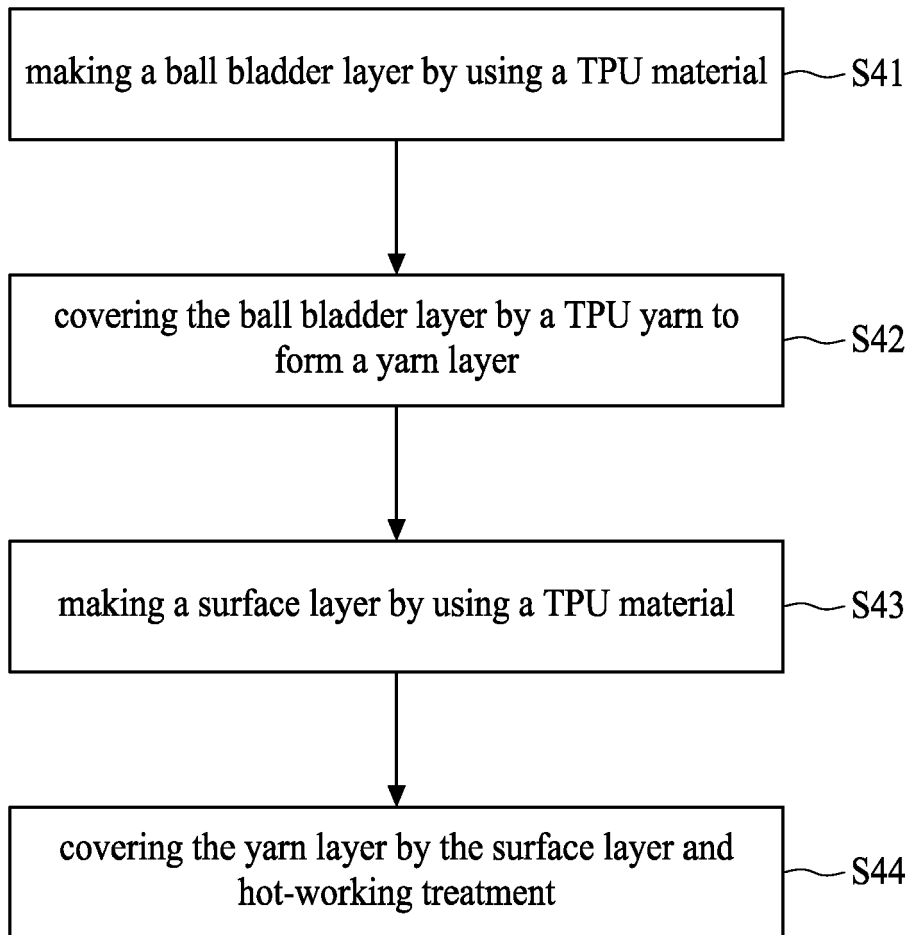 making a ball bladder layer by using a TPU material
S41
covering the ball bladder layer by a TPU yarn to
form a yarn layer
S42
making a surface layer by using a TPU material
S43
covering the yarn layer by the surface layer and
hot-working treatment
S44